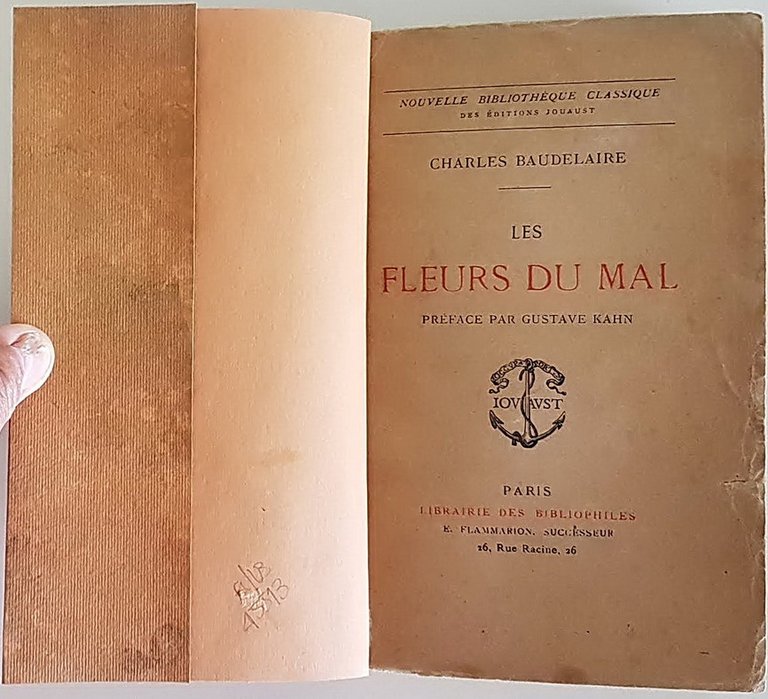 NOUVELLE BIBLIOTHÈQUE CLASSIQUE
DES ÉDITIONS JOUAUST
CHARLES BAUDELAIRE
LES
FLEURS DU MAL
PRÉFACE PAR GUSTAVE KAHN
IOVAVST
PARIS
LIBRAIRIE DES BIBLIOPHILES
E. FLAMMARION, SUCCESSEUR
26, Rue Racine, 26